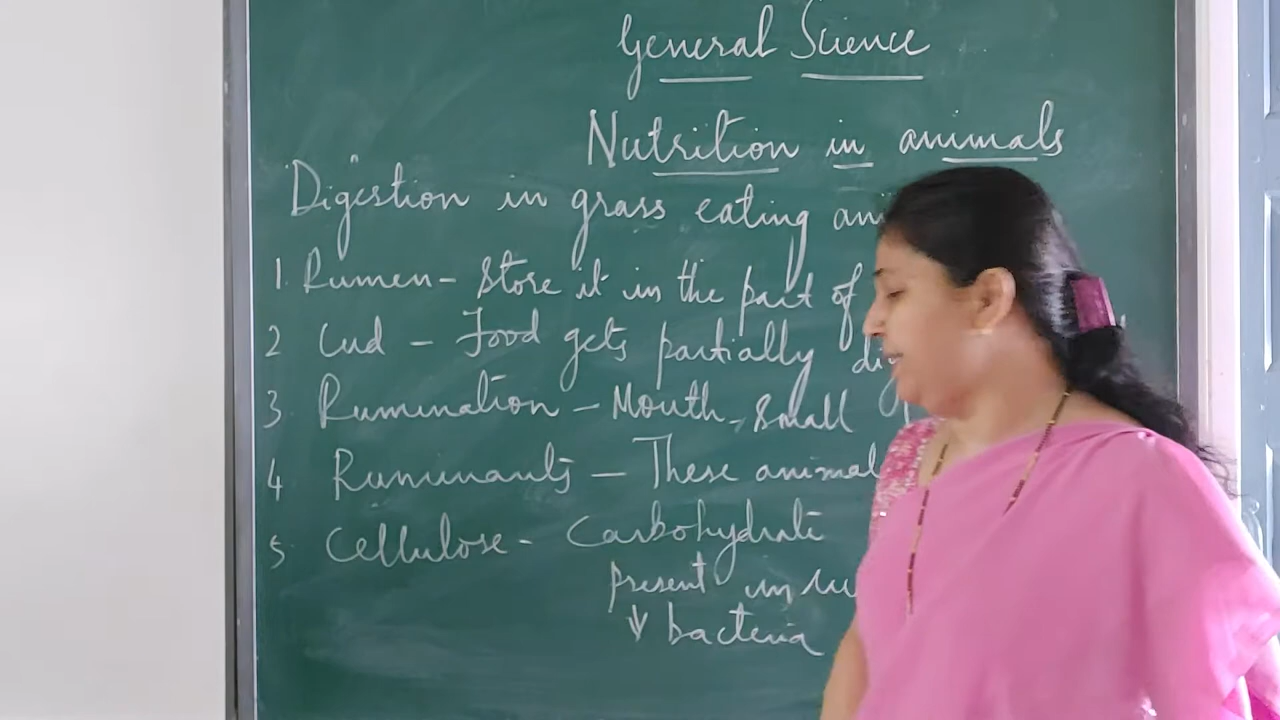 General Science
Nutrition in animals
Digestion in grass eating
1. Rumen - Store it in the part of
2 Cud - Food gets partially
3. Rumination - Mouth, Small
4 Ruminants - These animal
5. Cellulose - Carbohydrate
present in
↓ bacteria